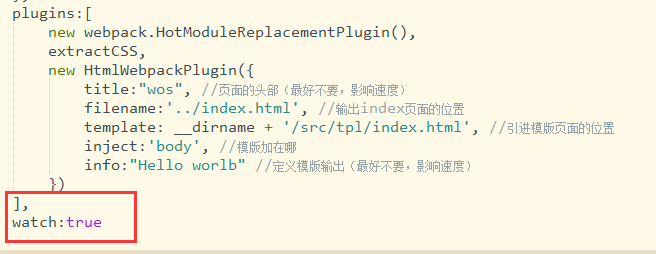 plugins:[
new webpack.HotModuleReplacementPlugin(),
extractCSS,
new HtmlWebpackPlugin({
title:"wos", //页面的头部（最好不要，影响速度）
filename:'../index.html', //输出index页面的位置
template: __dirname + '/src/tpl/index.html', //引进模版页面的位置
inject:'body', //模版加在哪
info:"Hello worlb" //定义模版输出（最好不要，影响速度）
})
],
watch:true